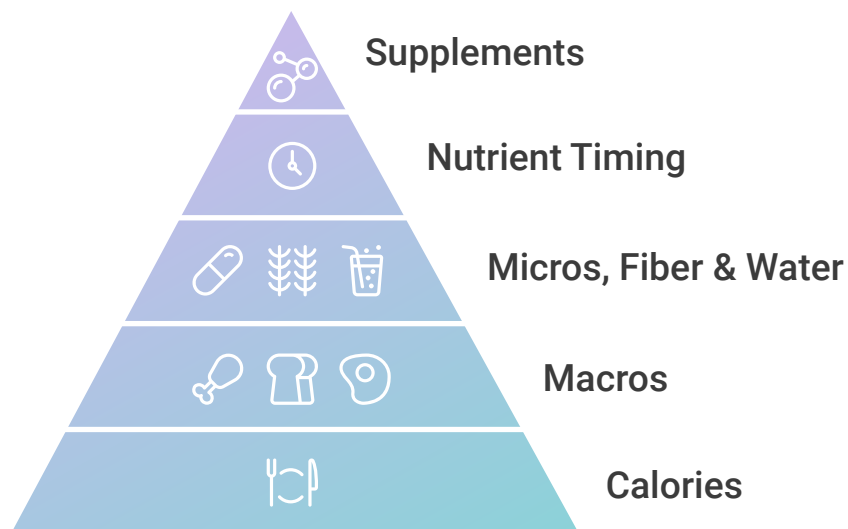 Supplements
Nutrient Timing
Micros, Fiber & Water
Macros
Calories